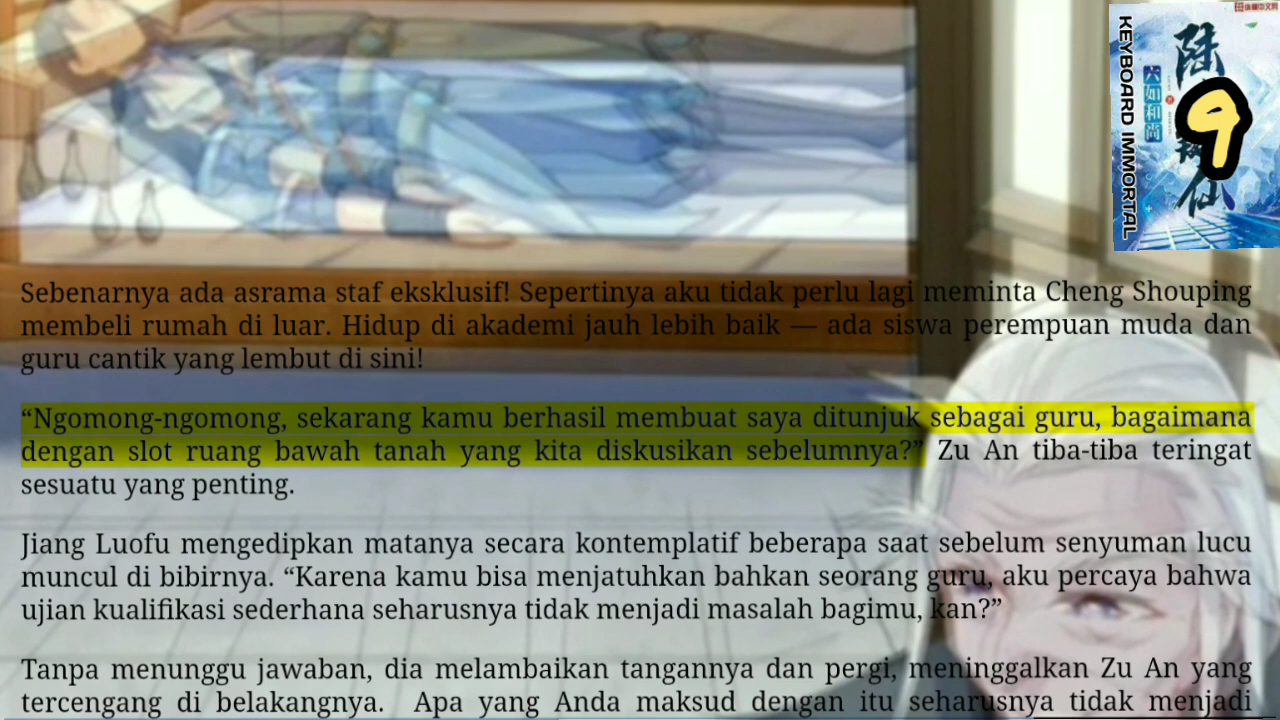 KEYBOARD IMMORTAL
陆
六如和尚
仙
9
Sebenarnya ada asrama staf eksklusif! Sepertinya aku tidak perlu lagi meminta Cheng Shouping
membeli rumah di luar. Hidup di akademi jauh lebih baik — ada siswa perempuan muda dan
guru cantik yang lembut di sini!
“Ngomong-ngomong, sekarang kamu berhasil membuat saya ditunjuk sebagai guru, bagaimana
dengan slot ruang bawah tanah yang kita diskusikan sebelumnya?” Zu An tiba-tiba teringat
sesuatu yang penting.
Jiang Luofu mengedipkan matanya secara kontemplatif beberapa saat sebelum senyuman lucu
muncul di bibirnya. “Karena kamu bisa menjatuhkan bahkan seorang guru, aku percaya bahwa
ujian kualifikasi sederhana seharusnya tidak menjadi masalah bagimu, kan?”
Tanpa menunggu jawaban, dia melambaikan tangannya dan pergi, meninggalkan Zu An yang
tercengang di belakangnya. Apa yang Anda maksud dengan itu seharusnya tidak menjadi